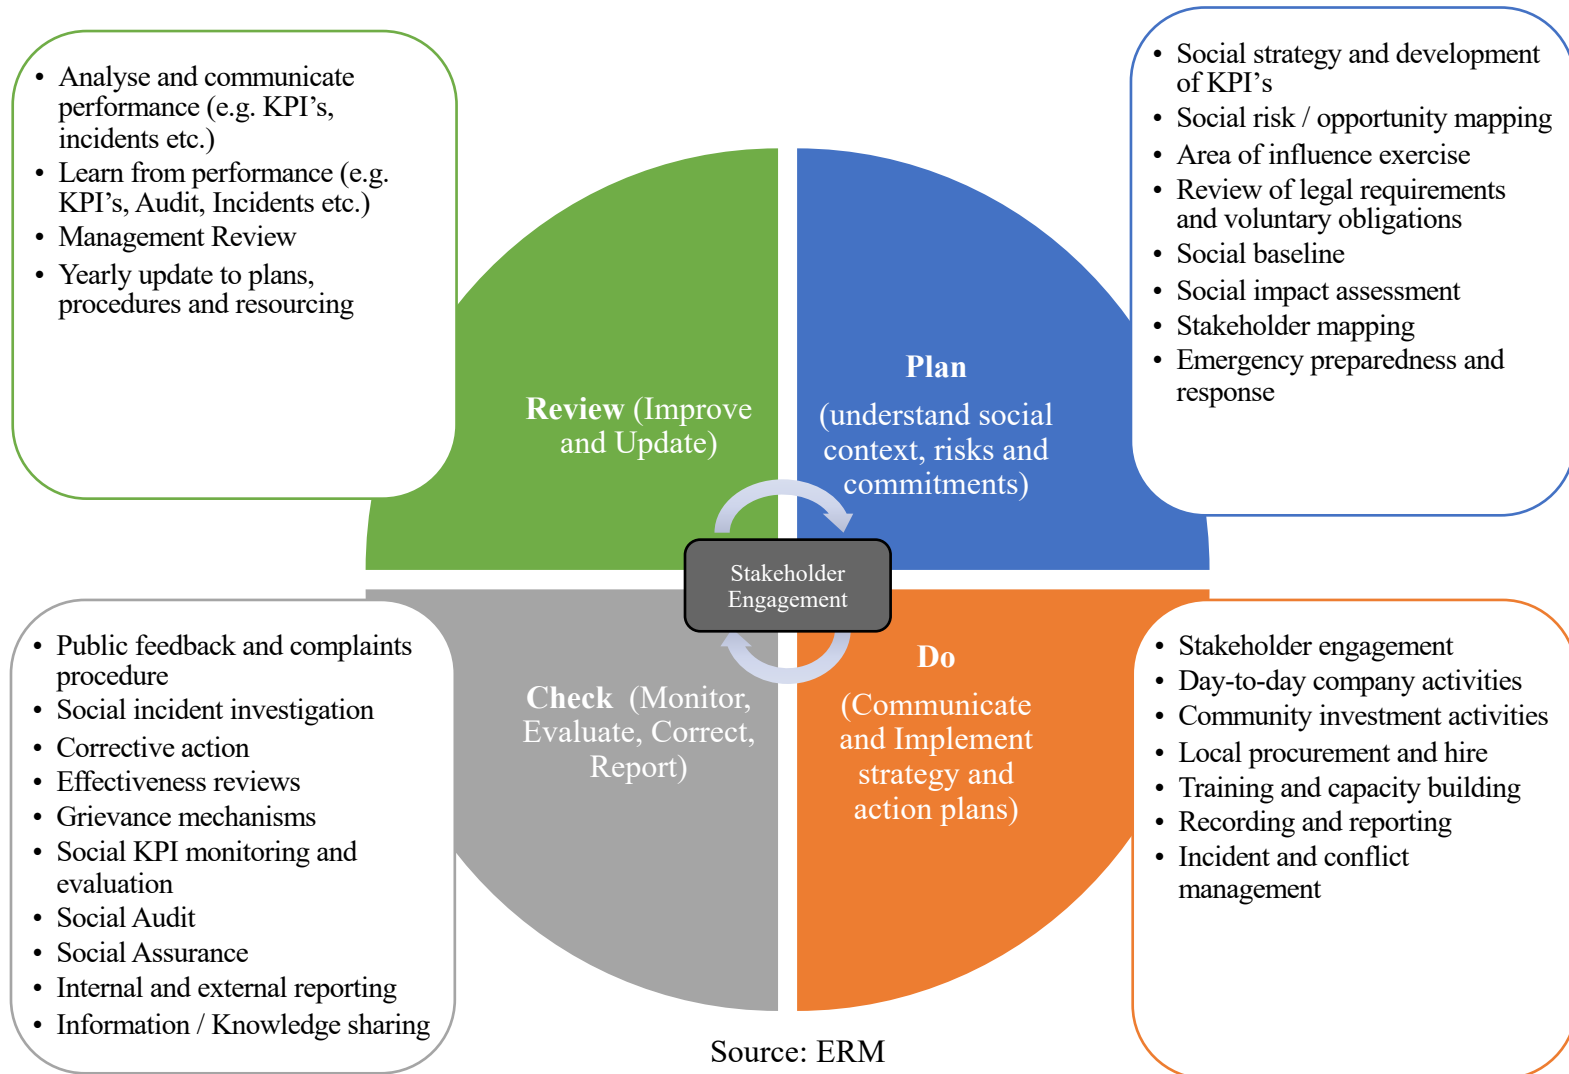 • Analyse and communicate
performance (e.g. KPI’s,
incidents etc.)
• Learn from performance (e.g.
KPI’s, Audit, Incidents etc.)
• Management Review
• Yearly update to plans,
procedures and resourcing
• Social strategy and development
of KPI’s
• Social risk / opportunity mapping
• Area of influence exercise
• Review of legal requirements
and voluntary obligations
• Social baseline
• Social impact assessment
• Stakeholder mapping
• Emergency preparedness and
response
Review (Improve
and Update)
Plan
(understand social
context, risks and
commitments)
Stakeholder
Engagement
Check (Monitor,
Evaluate, Correct,
Report)
Do
(Communicate
and Implement
strategy and
action plans)
• Public feedback and complaints
procedure
• Social incident investigation
• Corrective action
• Effectiveness reviews
• Grievance mechanisms
• Social KPI monitoring and
evaluation
• Social Audit
• Social Assurance
• Internal and external reporting
• Information / Knowledge sharing
• Stakeholder engagement
• Day-to-day company activities
• Community investment activities
• Local procurement and hire
• Training and capacity building
• Recording and reporting
• Incident and conflict
management
Source: ERM